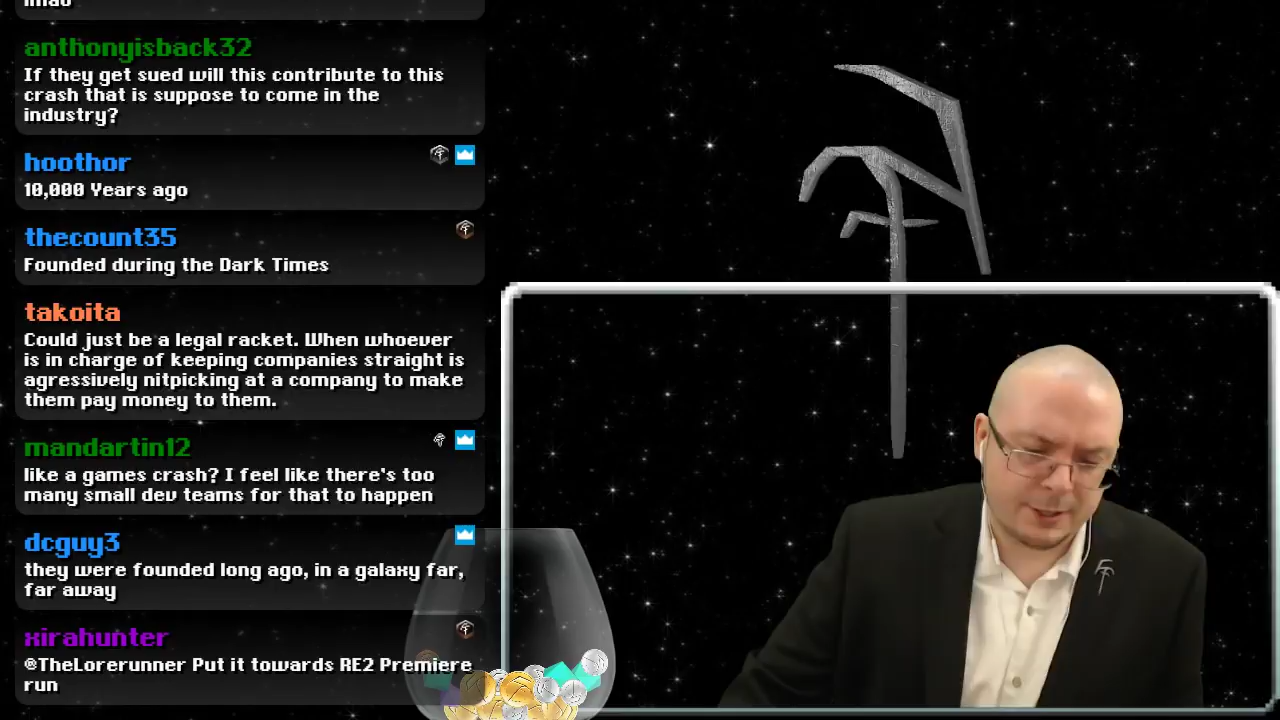 lmao
anthonyisback32
If they get sued will this contribute to this
crash that is suppose to come in the
industry?
hoothor
10,000 Years ago
thecount35
Founded during the Dark Times
takoita
Could just be a legal racket. When whoever
is in charge of keeping companies straight is
agressively nitpicking at a company to make
them pay money to them.
mandartin12
like a games crash? I feel like there's too
many small dev teams for that to happen
dcguy3
they were founded long ago, in a galaxy far,
far away
xirahunter
@TheLorerunner Put it towards RE2 Premiere
run